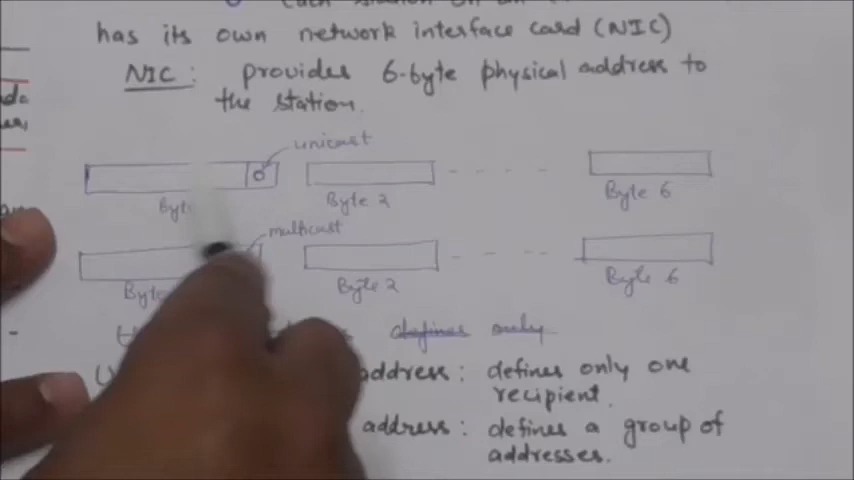 has its own network interface card (NIC)
NIC: provides 6-byte physical address to
the station.
unicast
0
Byte 2
Byte 6
multicast
Byte 2
Byte 6
defines only
address: defines only one
recipient.
address: defines a group of
addresses.